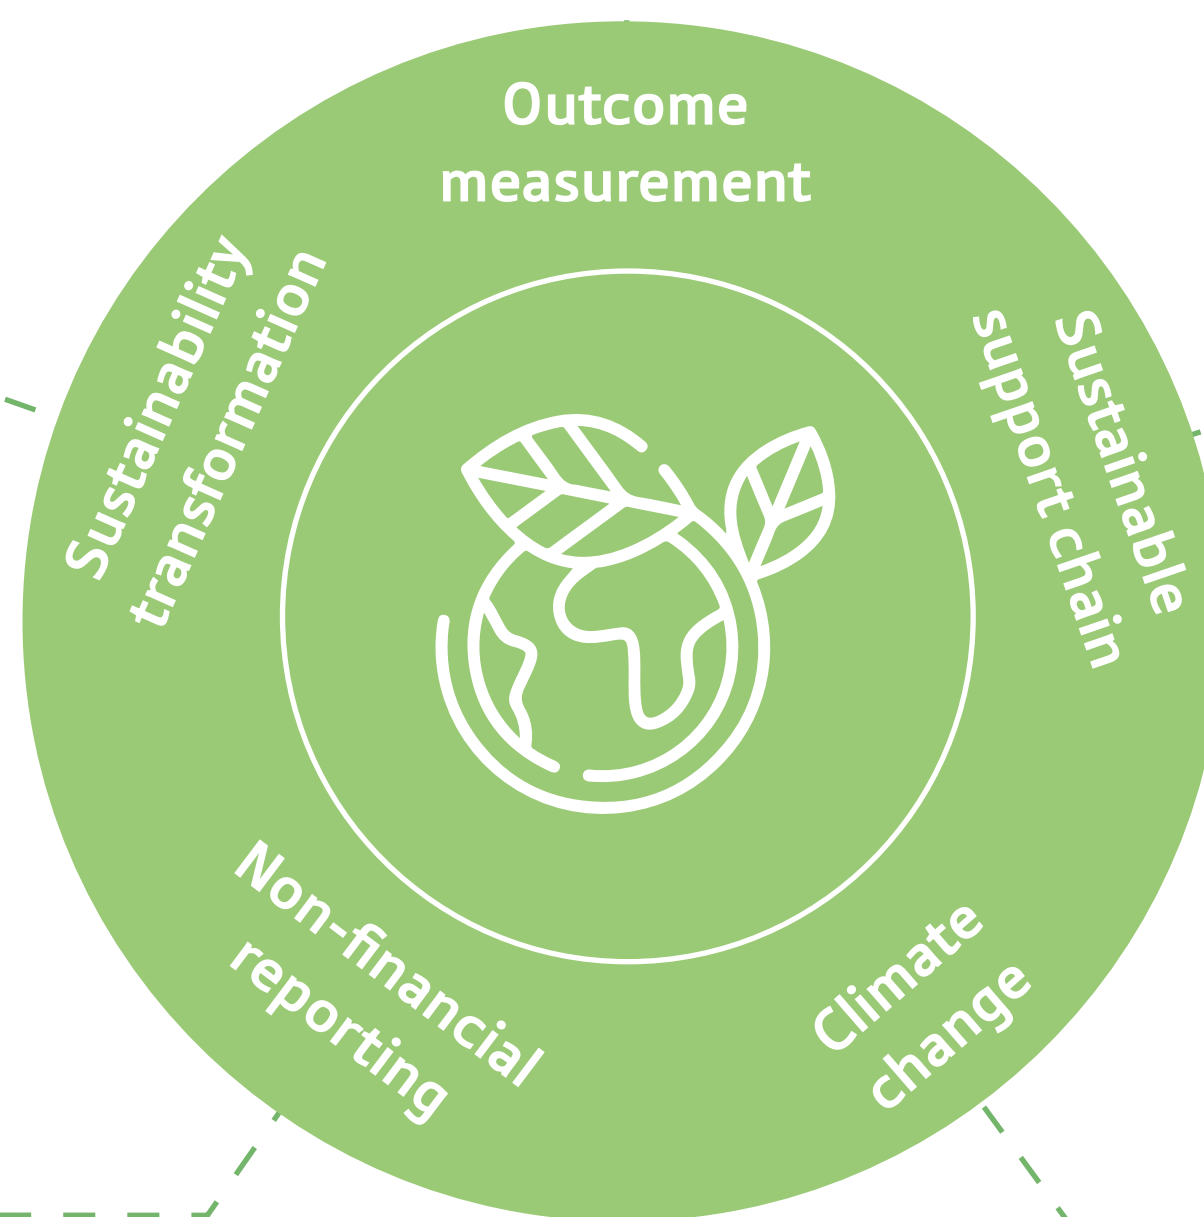 Outcome
measurement
Sustainable
support chain
Climate
change
Non-financial
reporting
Sustainability
transformation